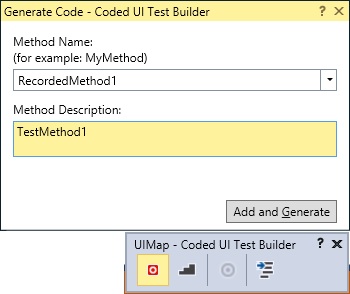 Generate Code - Coded UI Test Builder ? ×
Method Name:
(for example: MyMethod)
RecordedMethod1
Method Description:
TestMethod1
Add and Generate
UIMap - Coded UI Test Builder ? ×